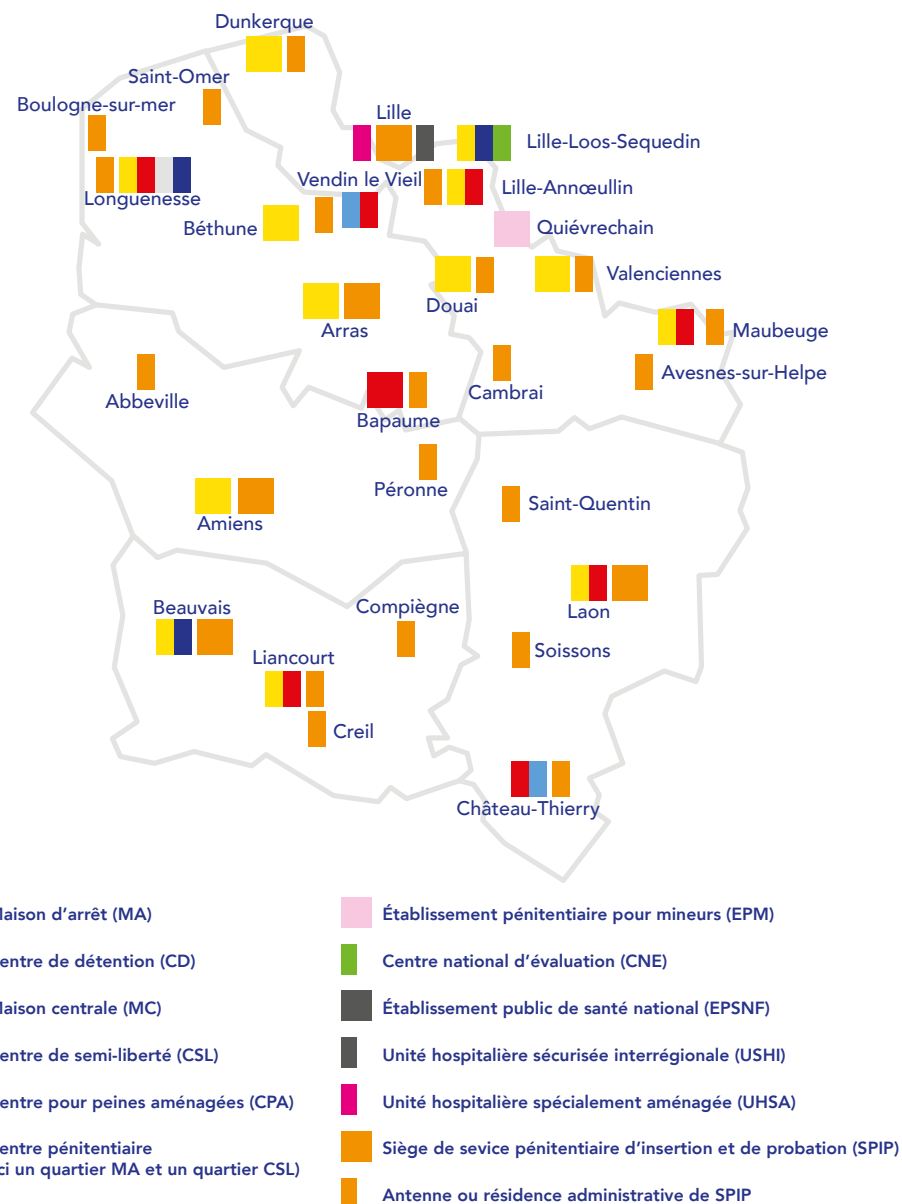 Dunkerque
Saint-Omer
Boulogne-sur-mer
Lille
Lille-Loos-Sequedin
Vendin le Vieil
Lille-Annœullin
Longuenesse
Béthune
Quiévrechain
Valenciennes
Douai
Arras
Maubeuge
Avesnes-sur-Helpe
Cambrai
Abbeville
Bapaume
Péronne
Saint-Quentin
Amiens
Beauvais
Compiègne
Laon
Soissons
Liancourt
Creil
Château-Thierry
aison d'arrêt (MA)
entre de détention (CD)
aison centrale (MC)
entre de semi-liberté (CSL)
entre pour peines aménagées (CPA)
entre pénitentiaire
ci un quartier MA et un quartier CSL)
Établissement pénitentiaire pour mineurs (EPM)
Centre national d'évaluation (CNE)
Établissement public de santé national (EPSNF)
Unité hospitalière sécurisée interrégionale (USHI)
Unité hospitalière spécialement aménagée (UHSA)
Siège de sevice pénitentiaire d'insertion et de probation (SPIP)
Antenne ou résidence administrative de SPIP